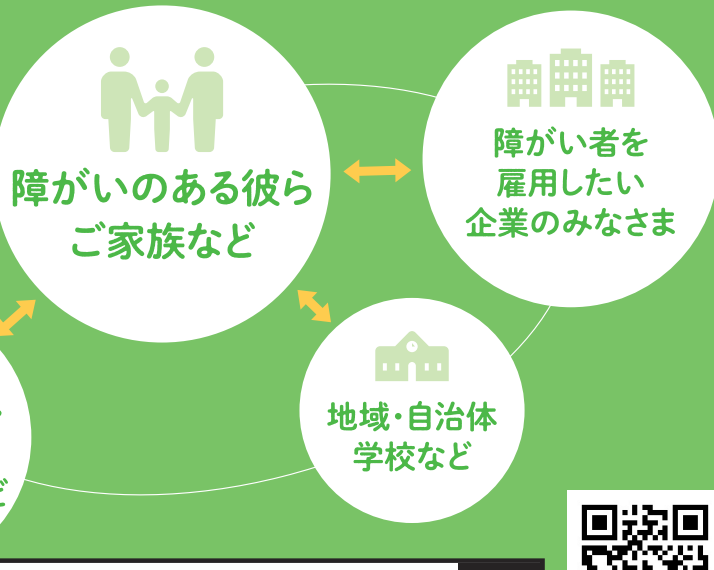 障がいのある彼ら
ご家族など
障がい者を
雇用したい
企業のみなさま
地域・自治体
学校など